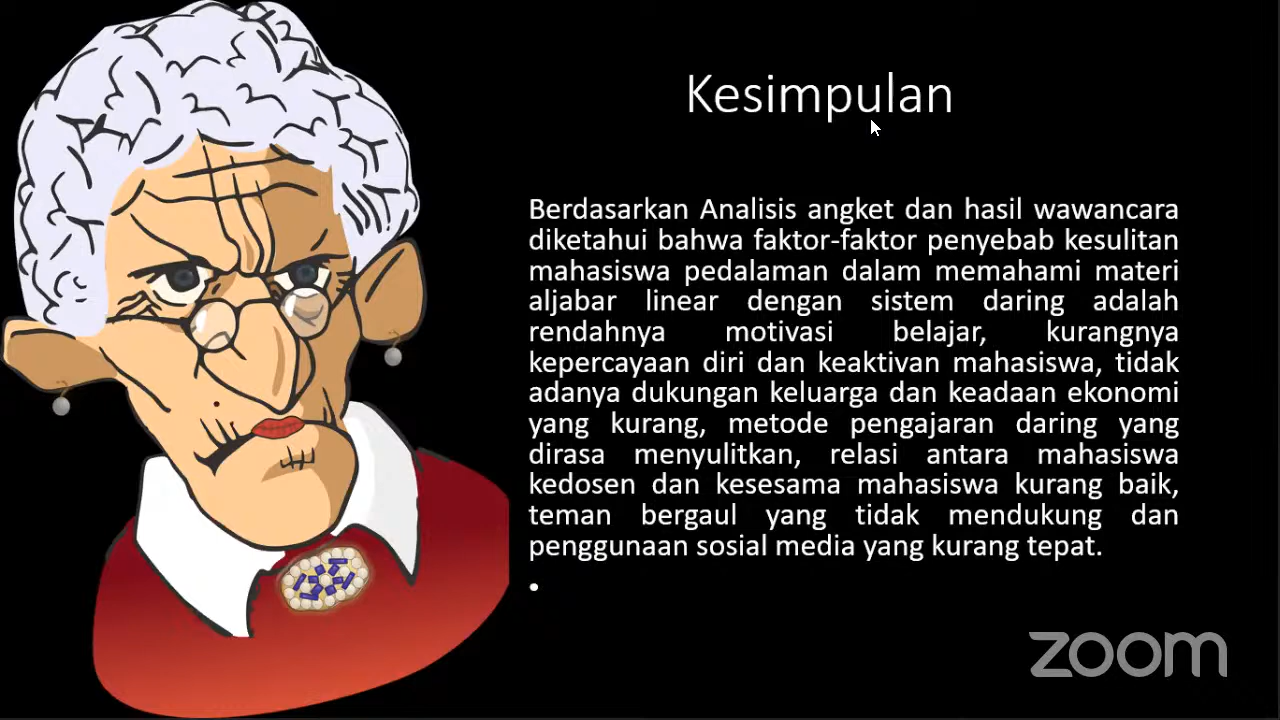 Kesimpulan
Berdasarkan Analisis angket dan hasil wawancara
diketahui bahwa faktor-faktor penyebab kesulitan
mahasiswa pedalaman dalam memahami materi
aljabar linear dengan sistem daring adalah
rendahnya motivasi belajar, kurangnya
kepercayaan diri dan keaktivan mahasiswa, tidak
adanya dukungan keluarga dan keadaan ekonomi
yang kurang, metode pengajaran daring yang
dirasa menyulitkan, relasi antara mahasiswa
kedosen dan kesesama mahasiswa kurang baik,
teman bergaul yang tidak mendukung dan
penggunaan sosial media yang kurang tepat.
zoom